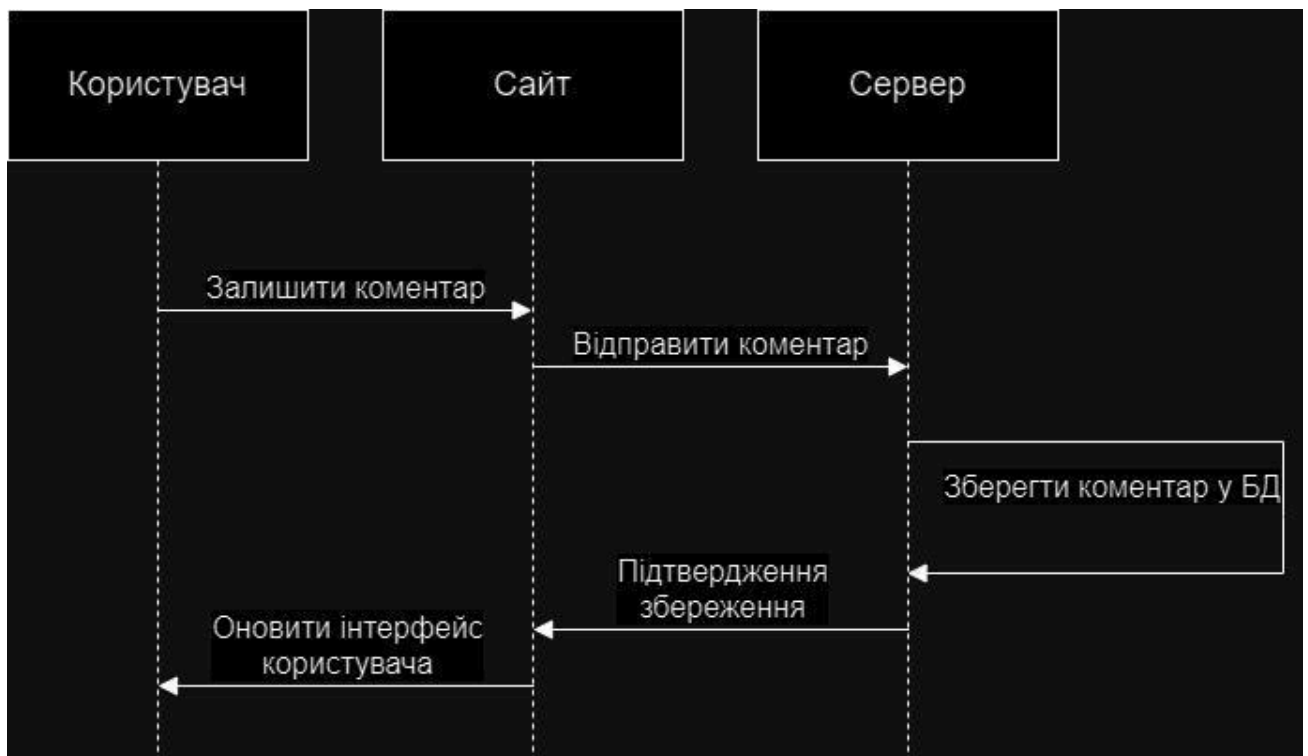 Користувач
Сайт
Сервер
Залишити коментар
Відправити коментар
Зберегти коментар у БД
Підтвердження
збереження
Оновити інтерфейс
користувача